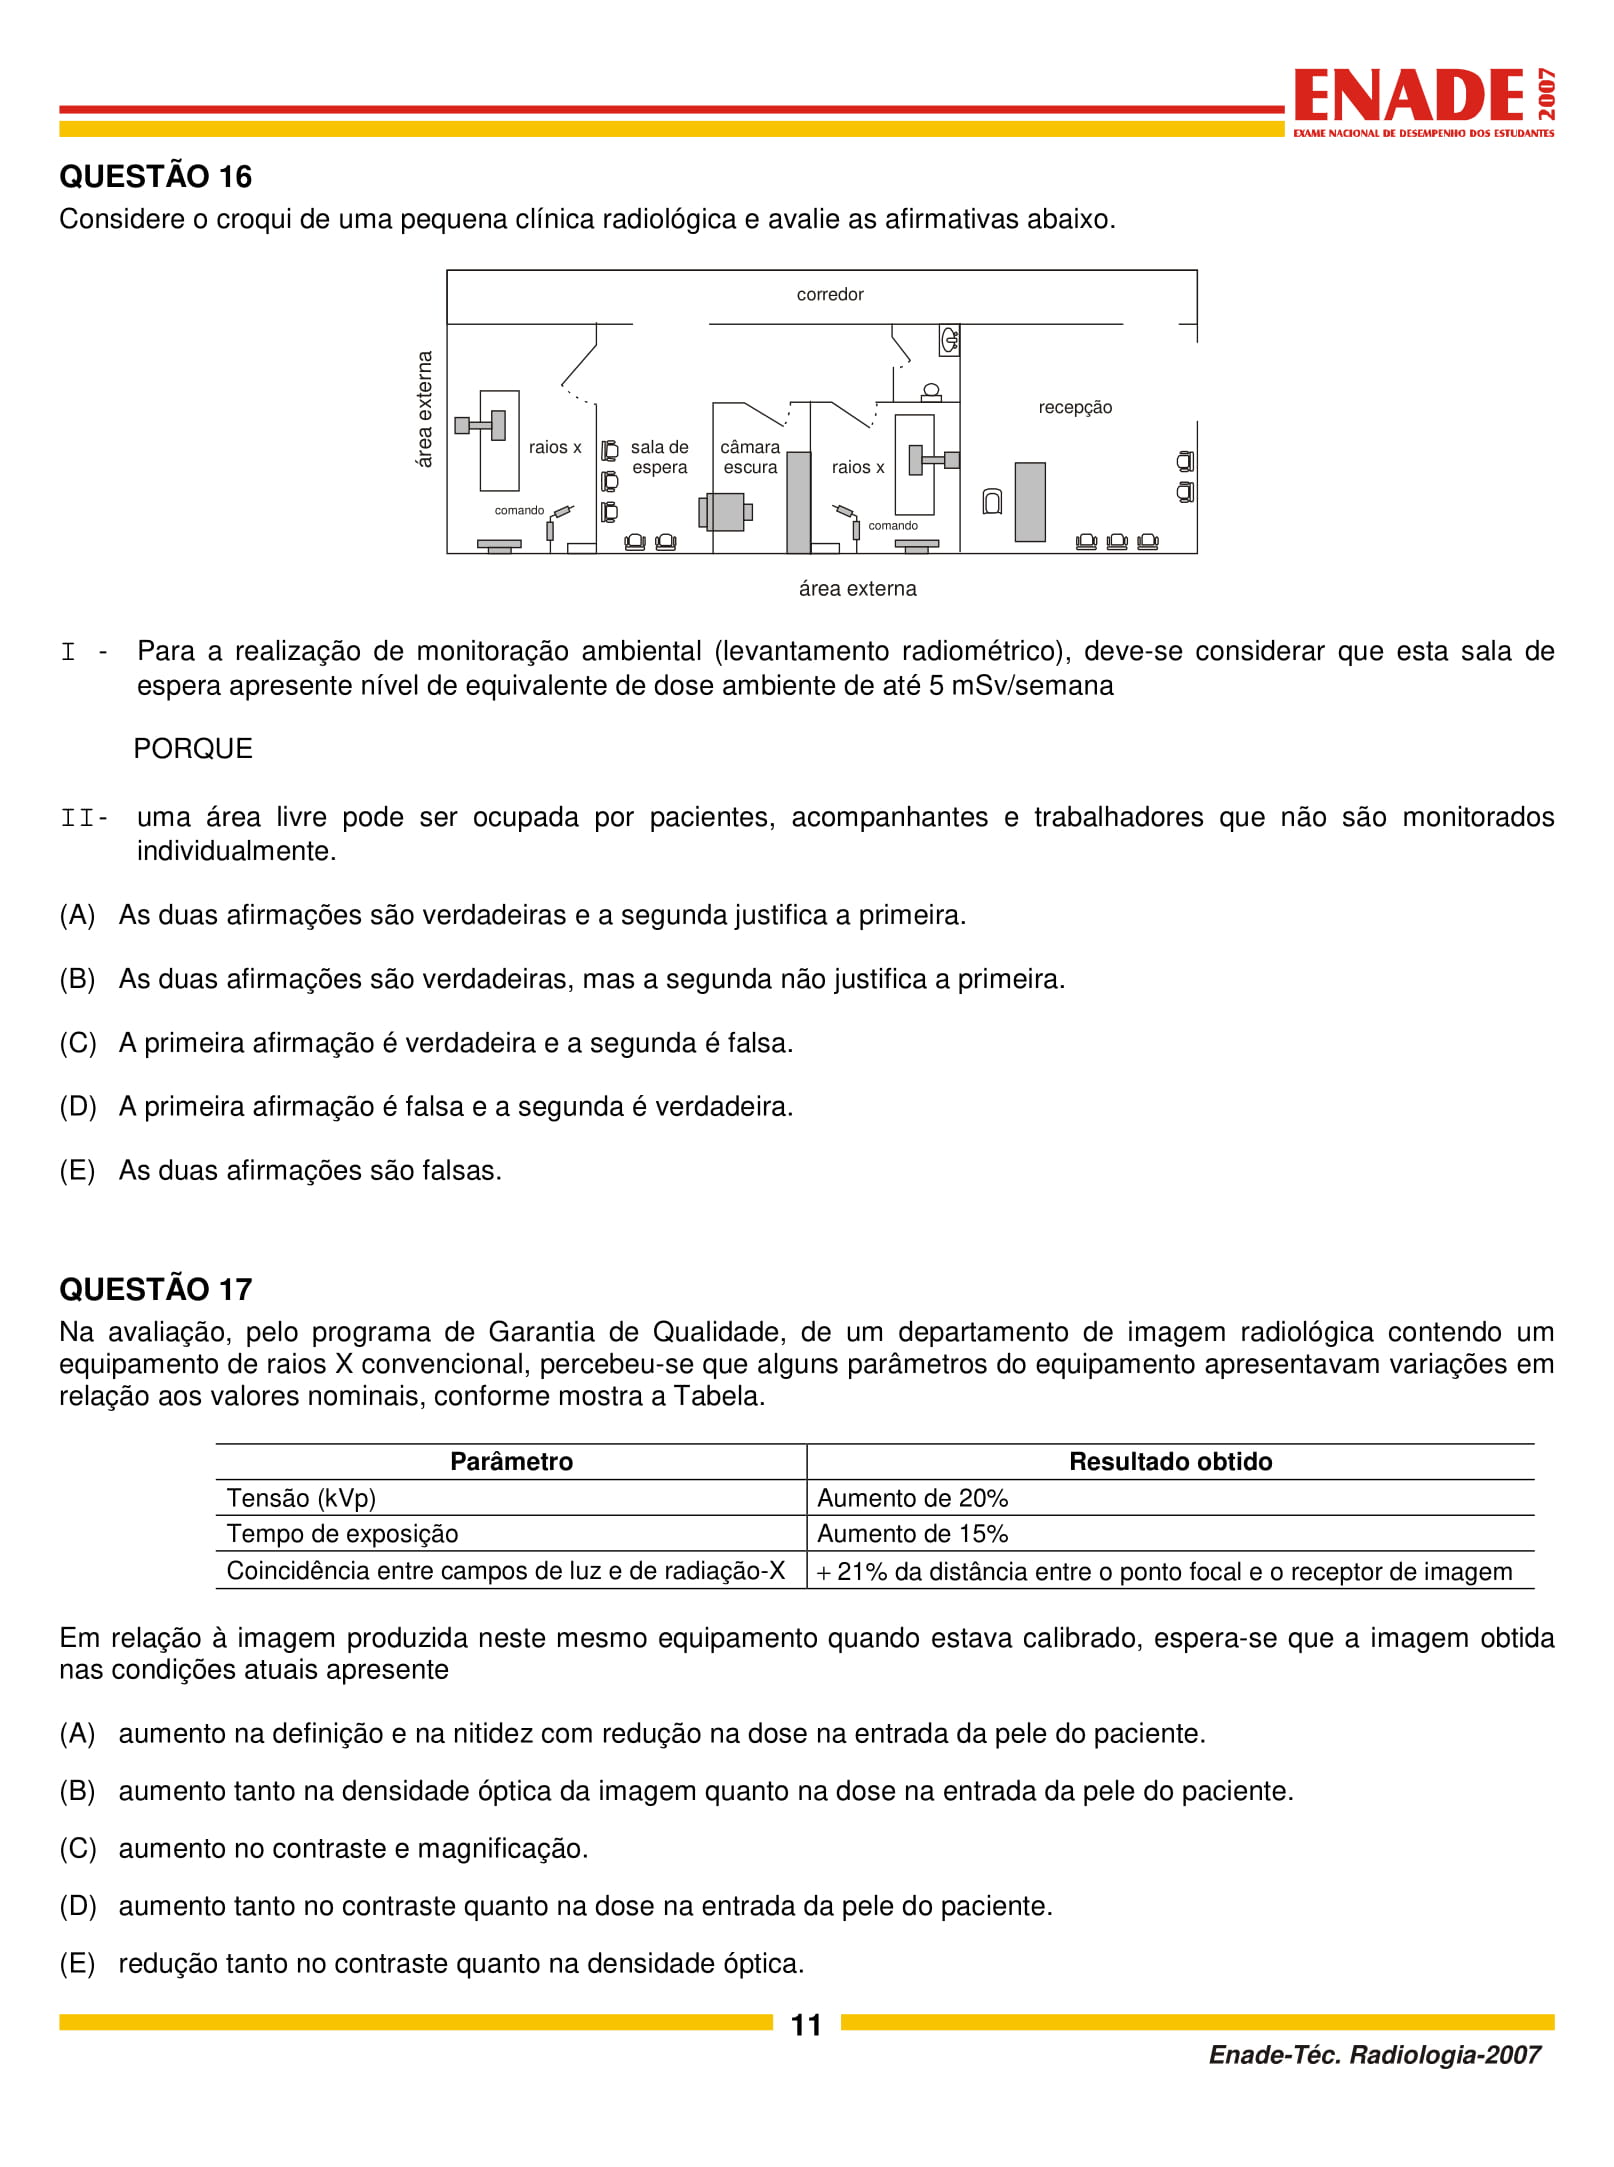 ENADE 2007
EXAME NACIONAL DE DESEMPENHO DOS ESTUDANTES
QUESTÃO 16
Considere o croqui de uma pequena clínica radiológica e avalie as afirmativas abaixo.
corredor
área externa
recepção
raios x
sala de
espera
câmara
escura
raios x
comando
comando
área externa
I - Para a realização de monitoração ambiental (levantamento radiométrico), deve-se considerar que esta sala de
espera apresente nível de equivalente de dose ambiente de até 5 mSv/semana
PORQUE
II- uma área livre pode ser ocupada por pacientes, acompanhantes e trabalhadores que não são monitorados
individualmente.
(A) As duas afirmações são verdadeiras e a segunda justifica a primeira.
(B) As duas afirmações são verdadeiras, mas a segunda não justifica a primeira.
(C) A primeira afirmação é verdadeira e a segunda é falsa.
(D) A primeira afirmação é falsa e a segunda é verdadeira.
(E) As duas afirmações são falsas.
QUESTÃO 17
Na avaliação, pelo programa de Garantia de Qualidade, de um departamento de imagem radiológica contendo um
equipamento de raios X convencional, percebeu-se que alguns parâmetros do equipamento apresentavam variações em
relação aos valores nominais, conforme mostra a Tabela.
Parâmetro Resultado obtido
Tensão (kVp) Aumento de 20%
Tempo de exposição Aumento de 15%
Coincidência entre campos de luz e de radiação-X + 21% da distância entre o ponto focal e o receptor de imagem
Em relação à imagem produzida neste mesmo equipamento quando estava calibrado, espera-se que a imagem obtida
nas condições atuais apresente
(A) aumento na definição e na nitidez com redução na dose na entrada da pele do paciente.
(B) aumento tanto na densidade óptica da imagem quanto na dose na entrada da pele do paciente.
(C) aumento no contraste e magnificação.
(D) aumento tanto no contraste quanto na dose na entrada da pele do paciente.
(E) redução tanto no contraste quanto na densidade óptica.
11
Enade-Téc. Radiologia-2007